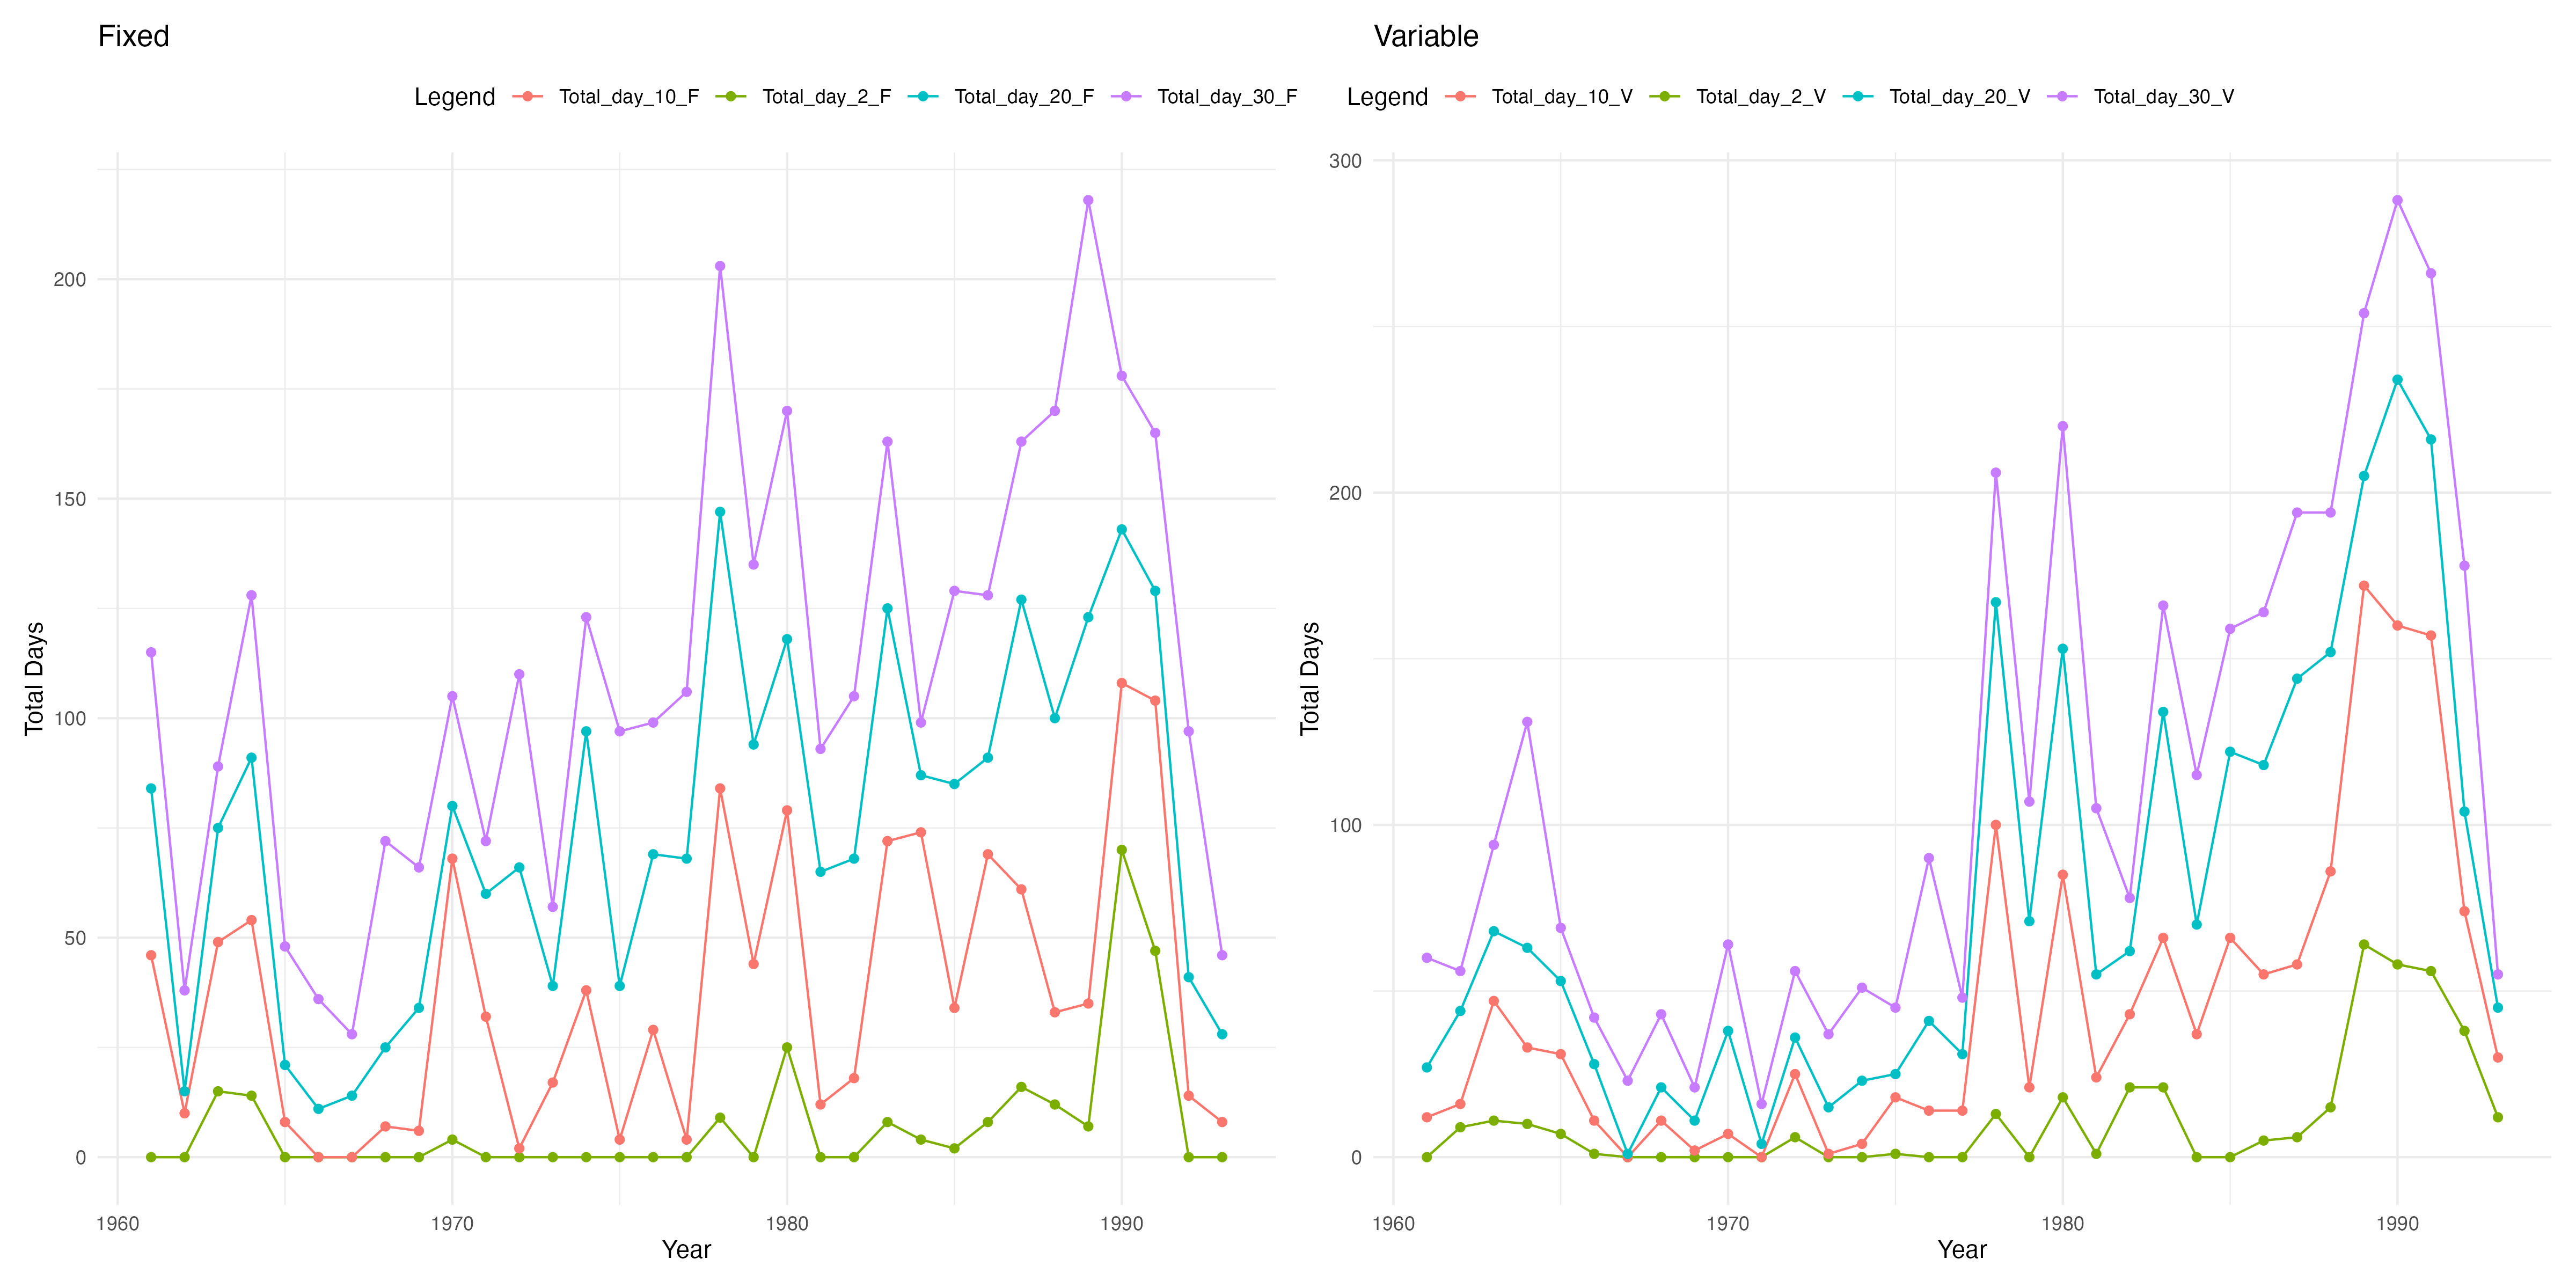 Fixed
Legend Total_day_10_F Total_day_2_F Total_day_20_F Total_day_30_F
Total Days
200
150
100
50
0
1960 1970 1980 1990
Year
Variable
Legend Total_day_10_V Total_day_2_V Total_day_20_V Total_day_30_V
Total Days
300
200
100
0
1960 1970 1980 1990
Year